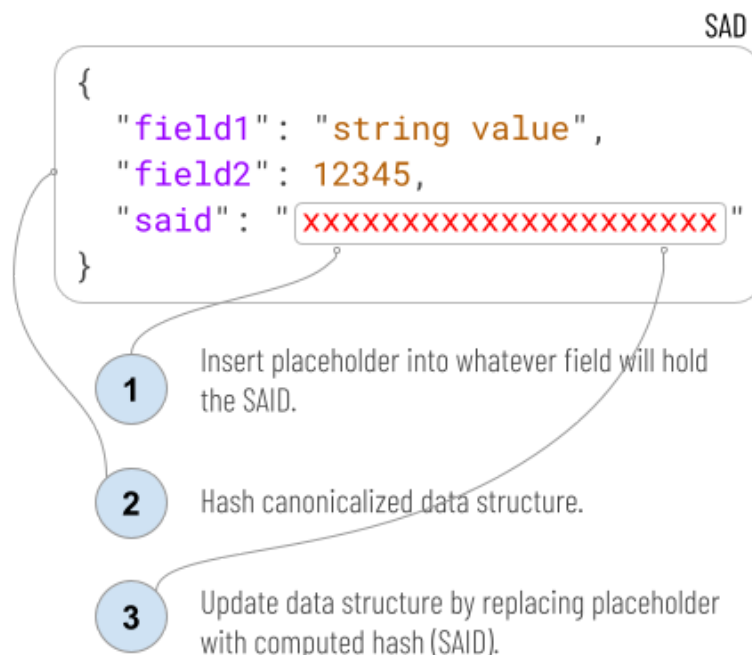 SAD
{
"field1": "string value",
"field2": 12345,
"said": "xxxxxxxxxxxxxxxxxxxxx"
}
1
Insert placeholder into whatever field will hold
the SAID.
2
Hash canonicalized data structure.
3
Update data structure by replacing placeholder
with computed hash (SAID).